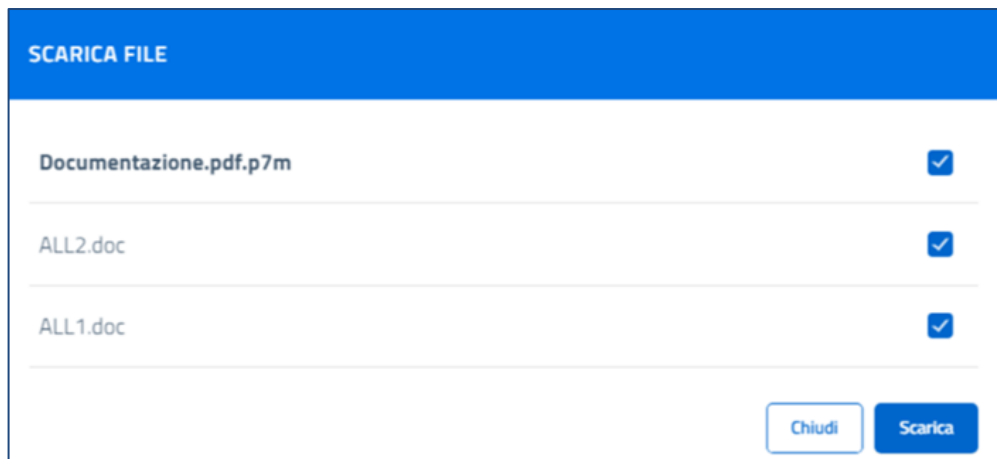 SCARICA FILE
Documentazione.pdf.p7m
ALL2.doc
ALL1.doc
Chiudi
Scarica